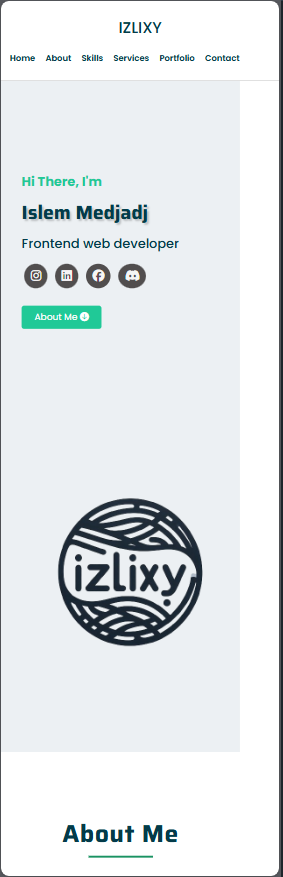 IZLIXY
Home About Skills Services Portfolio Contact
Hi There, I'm
Islem Medjadj
Frontend web developer
About Me
izlixy
About Me